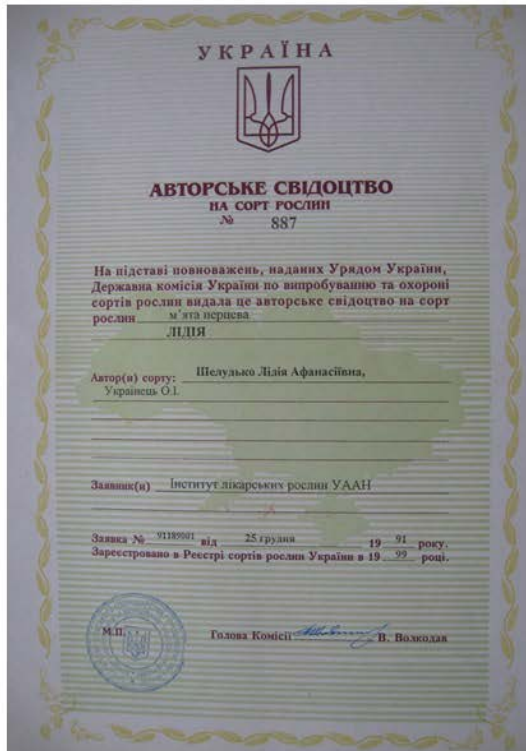 УКРАЇНА
АВТОРСЬКЕ СВІДОЦТВО
НА СОРТ РОСЛИН
№ 887
На підставі повноважень, наданих Урядом України,
Державна комісія України по випробуванню та охороні
сортів рослин видала це авторське свідоцтво на сорт
рослин м'ята перцева
ЛІДІЯ
Автор(и) сорту: Шелудько Лідія Афанасіївна,
Українець О.І.
Заявник(и) Інститут лікарських рослин УААН
Заявка № 91189001 від 25 грудня 19 91 року.
Зареєстровано в Реєстрі сортів рослин України в 19 99 році.
М.П.
Голова Комісії В. Волкодав